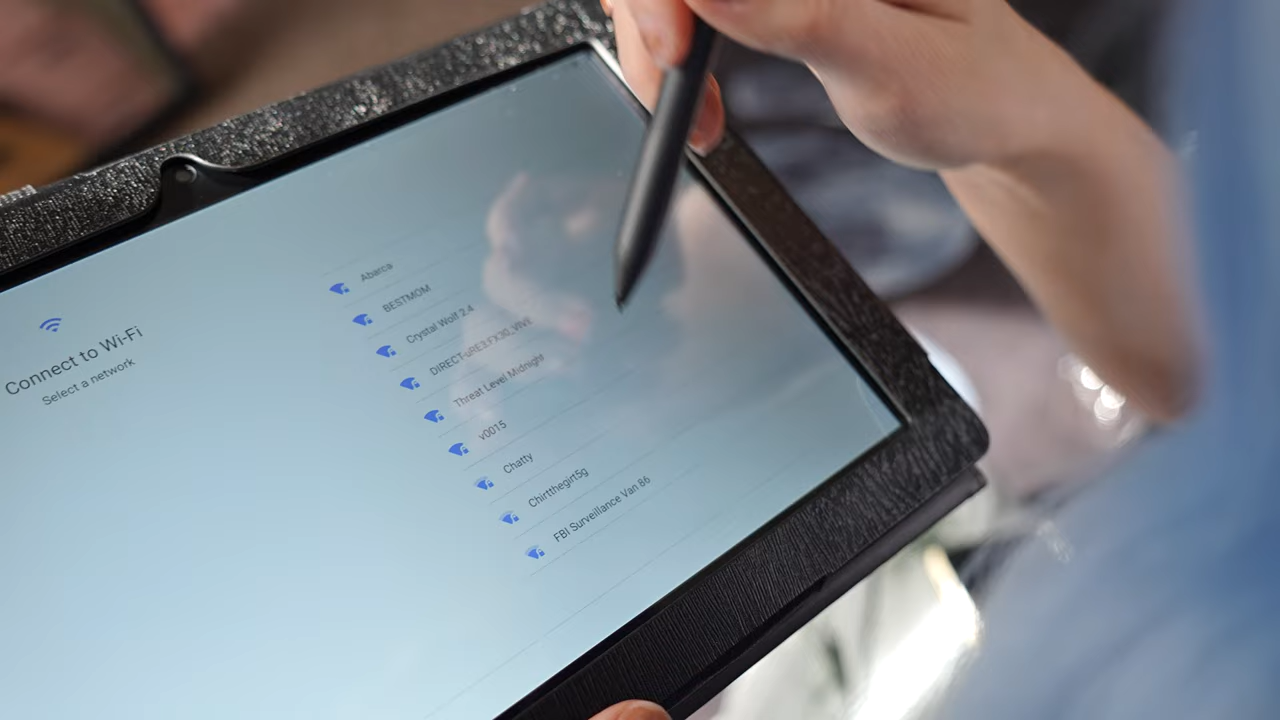 Connect to Wi-Fi
Select a network
Abarca
BESTMOM
Crystal Wolf 2.4
Threat Level Midnight
v0015
Chatty
FBI Surveillance Van 86